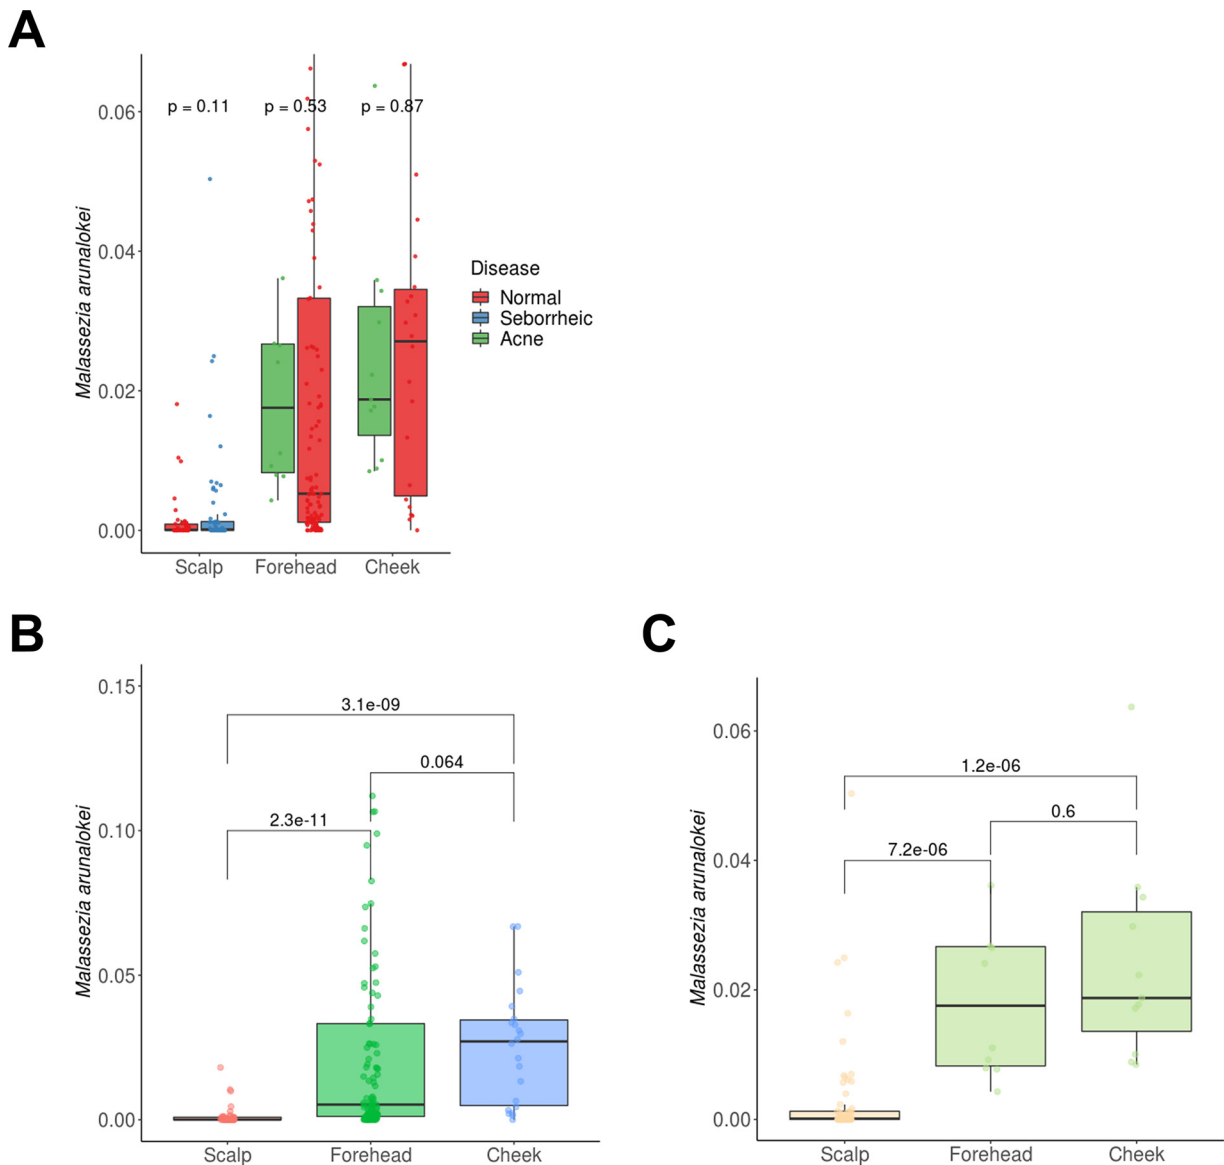 A
Malassezia arunalokei
0.06
0.04
0.02
0.00
p = 0.11
p = 0.53
p = 0.87
Scalp
Forehead
Cheek
Disease
Normal
Seborrheic
Acne
B
Malassezia arunalokei
0.15
0.10
0.05
0.00
3.1e-09
0.064
2.3e-11
Scalp
Forehead
Cheek
C
Malassezia arunalokei
0.06
0.04
0.02
0.00
1.2e-06
0.6
7.2e-06
Scalp
Forehead
Cheek